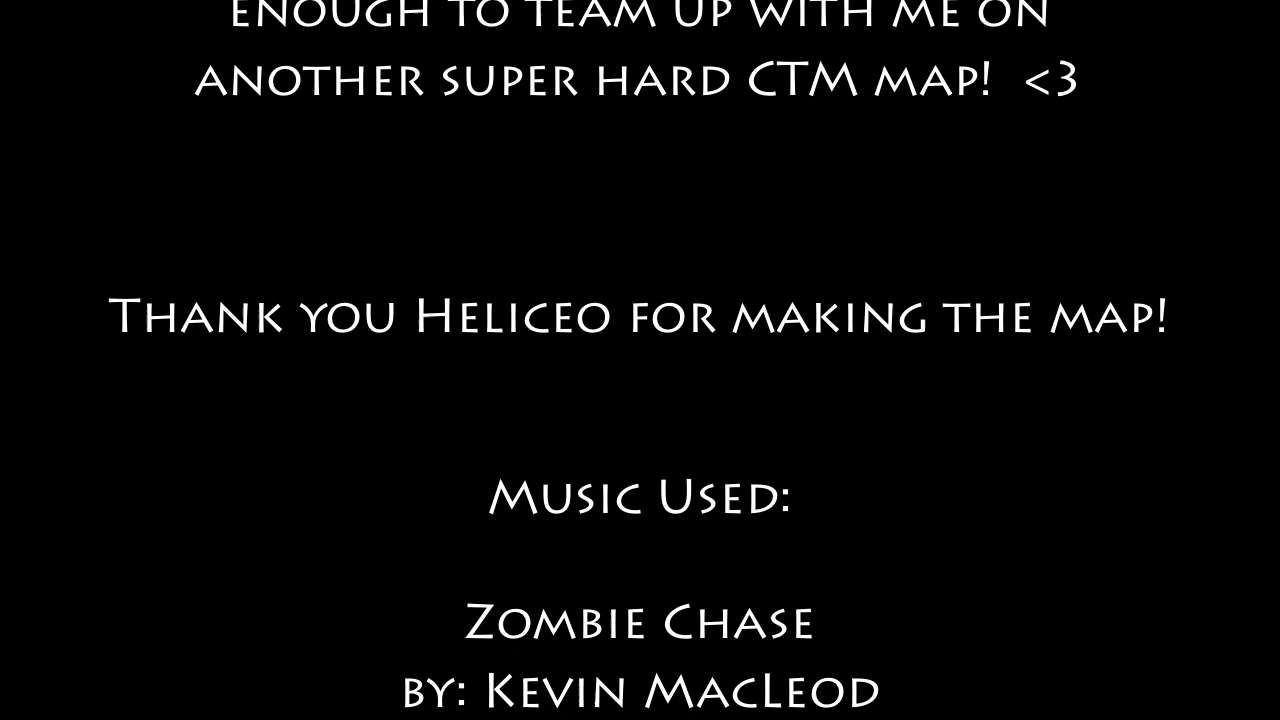 ENOUGH TO TEAM UP WITH ME ON
ANOTHER SUPER HARD CTM MAP!  <3
THANK YOU HELICEO FOR MAKING THE MAP!
MUSIC USED:
ZOMBIE CHASE
BY: KEVIN MACLEOD